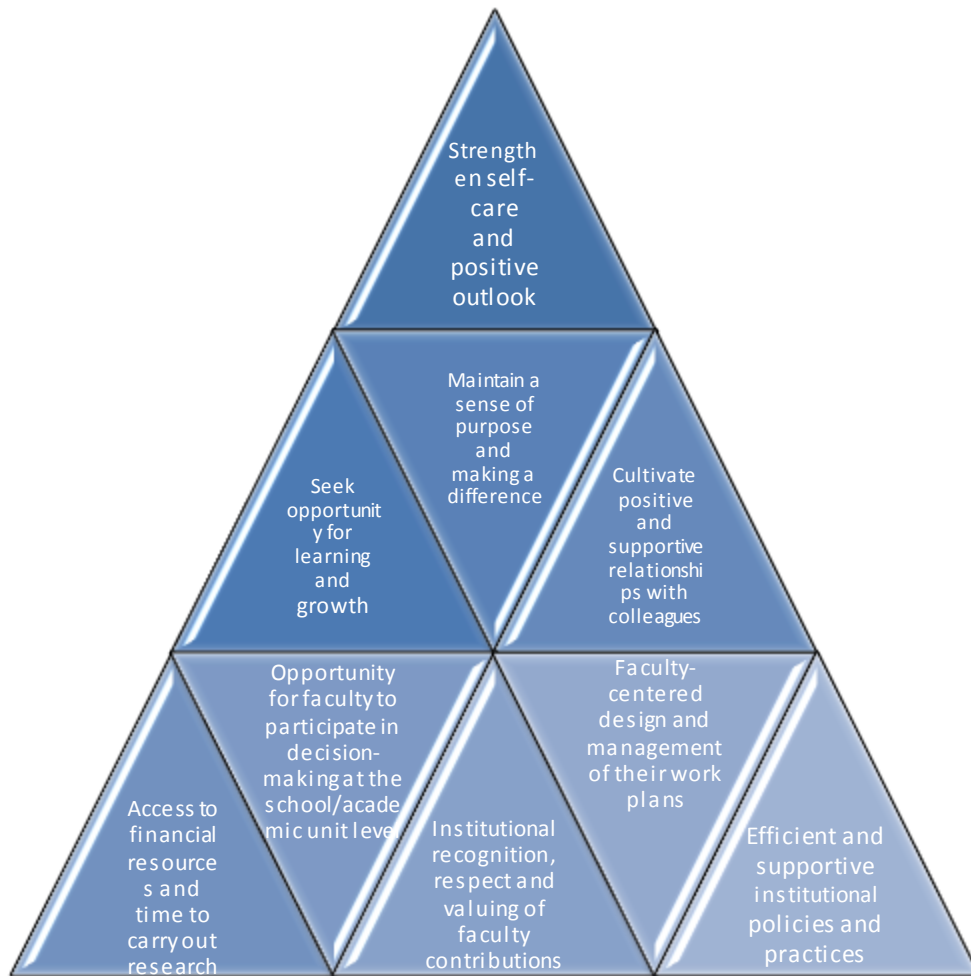 Strength
en self-
care
and
positive
outlook
Maintain a
sense of
purpose
and
making a
difference
Seek
opportunit
y for
learning
and
growth
Cultivate
positive
and
supportive
relationshi
ps with
colleagues
Opportunity
for faculty to
participate in
decision-
making at the
school/acade
mic unit level
Faculty-
centered
design and
management
of their work
plans
Access to
financial
resource
s and
time to
carry out
research
Institutional
recognition,
respect and
valuing of
faculty
contributions
Efficient and
supportive
institutional
policies and
practices